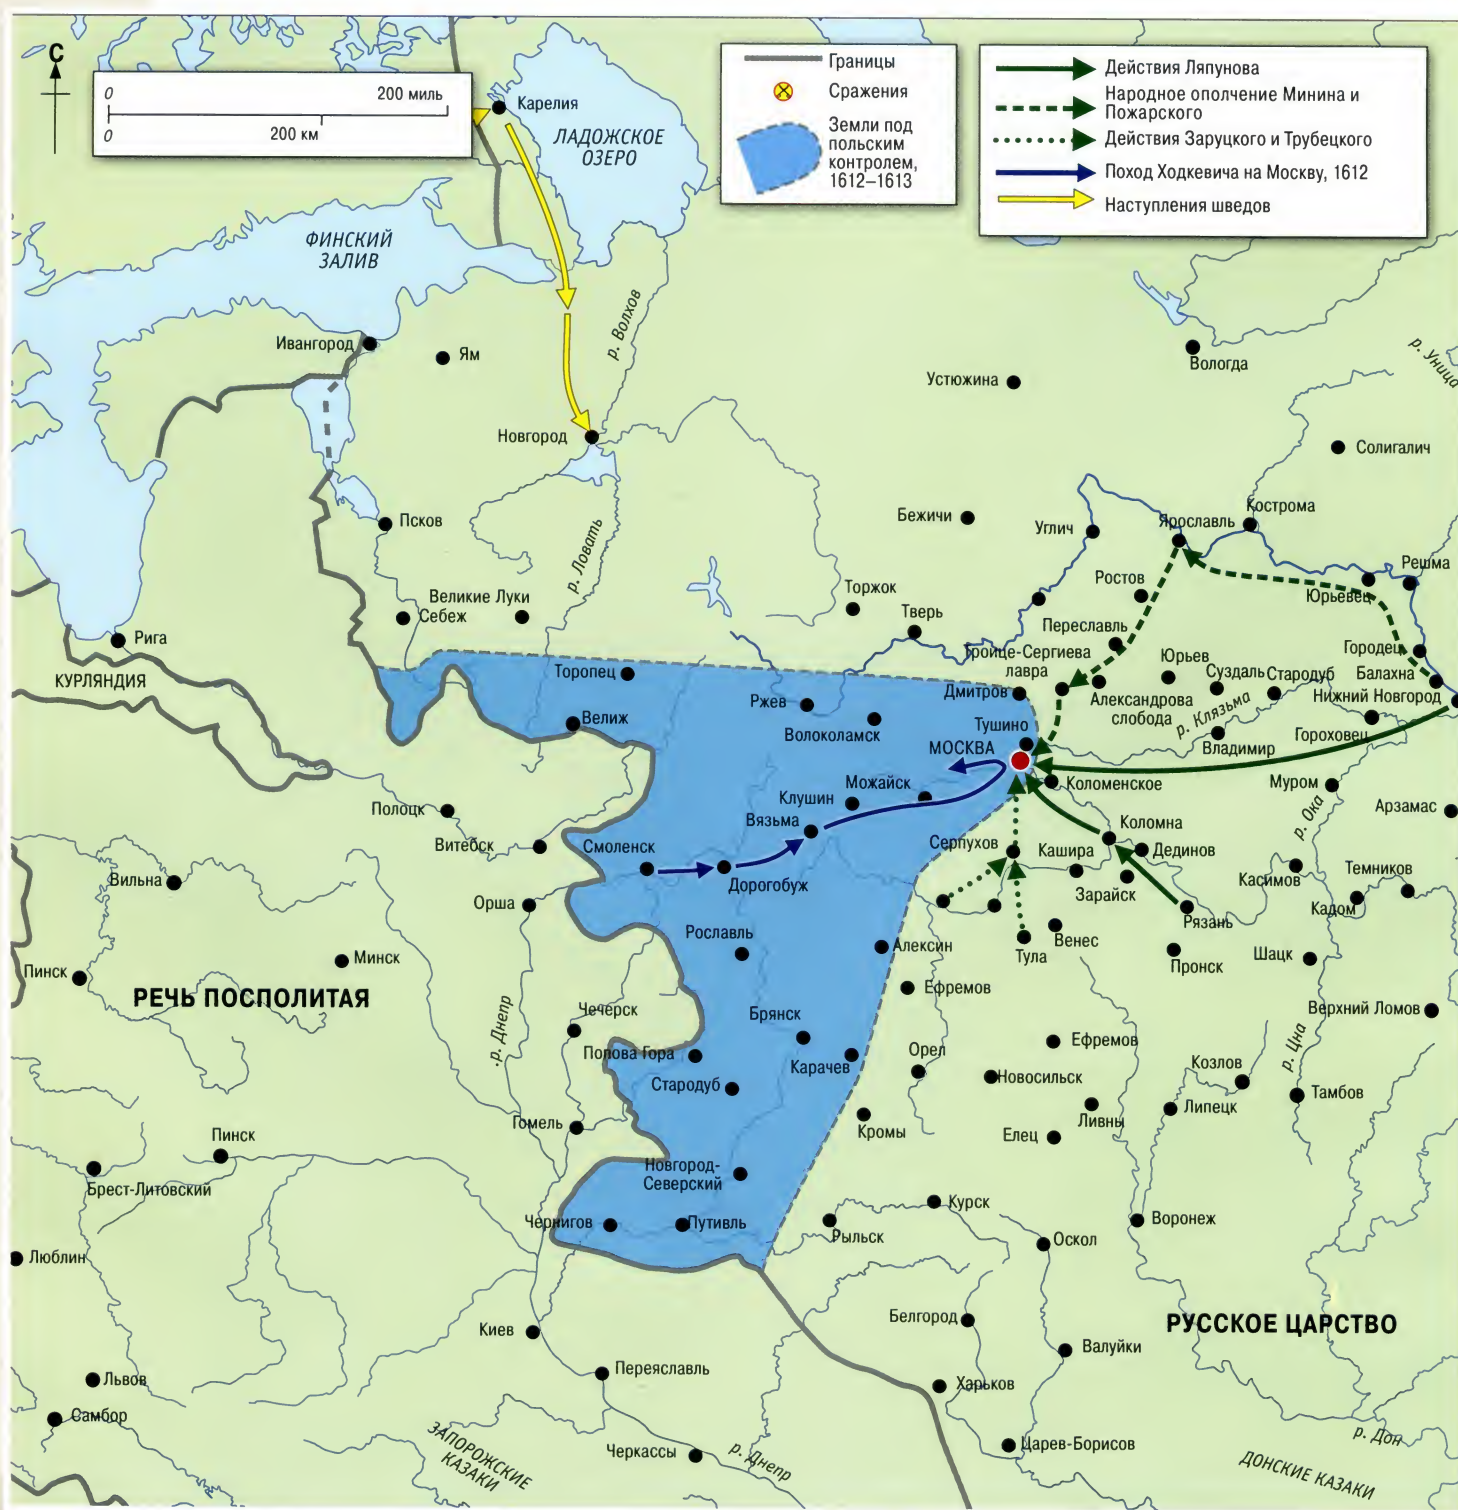 С
0 200 миль
0 200 км
Границы
Сражения
Земли под
польским
контролем,
1612–1613
Действия Ляпунова
Народное ополчение Минина и
Пожарского
Действия Заруцкого и Трубецкого
Поход Ходкевича на Москву, 1612
Наступления шведов
Карелия
ЛАДОЖСКОЕ
ОЗЕРО
ФИНСКИЙ
ЗАЛИВ
р. Волхов
Ивангород
Ям
Вологда
р. Уница
Устюжина
Новгород
Солигалич
Псков
Бежичи
Углич
Ярославль
Кострома
р. Ловать
Решма
Юрьевец
Ростов
Торжок
Великие Луки
Себеж
Тверь
Переславль
Рига
КУРЛЯНДИЯ
Торопец
Тройце-Сергиева
лавра
Юрьев
Суздаль
Стародуб
Городец
Балахна
Нижний Новгород
Ржев
Дмитров
Александрова
слобода
р. Клязьма
Гороховец
Велиж
Волоколамск
Тушино
Владимир
МОСКВА
Можайск
Коломенское
Муром
Клушин
Полоцк
Вязьма
р. Ока
Арзамас
Коломна
Витебск
Смоленск
Серпухов
Кашира
Дединов
Вильна
Дорогобуж
Зарайск
Касимов
Темников
Орша
Кадом
Рязань
Рославль
Алексин
Венес
Тула
Минск
Пинск
Пронск
Шацк
РЕЧЬ ПОСПОЛИТАЯ
Ефремов
Чечерск
Брянск
Верхний Ломов
р. Днепр
Попова Гора
Карачев
Орел
Ефремов
Стародуб
Новосильск
Козлов
р. Цна
Тамбов
Гомель
Кромы
Ливны
Липецк
Пинск
Елец
Брест-Литовский
Новгород-
Северский
Чернигов
Путивль
Рыльск
Курск
Воронеж
Люблин
Оскол
Киев
Белгород
РУССКОЕ ЦАРСТВО
Валуйки
Переяславль
Львов
Харьков
Самбор
ЗАПОРОЖСКИЕ
КАЗАКИ
Черкассы
р. Днепр
Царев-Борисов
р. Дон
ДОНСКИЕ КАЗАКИ